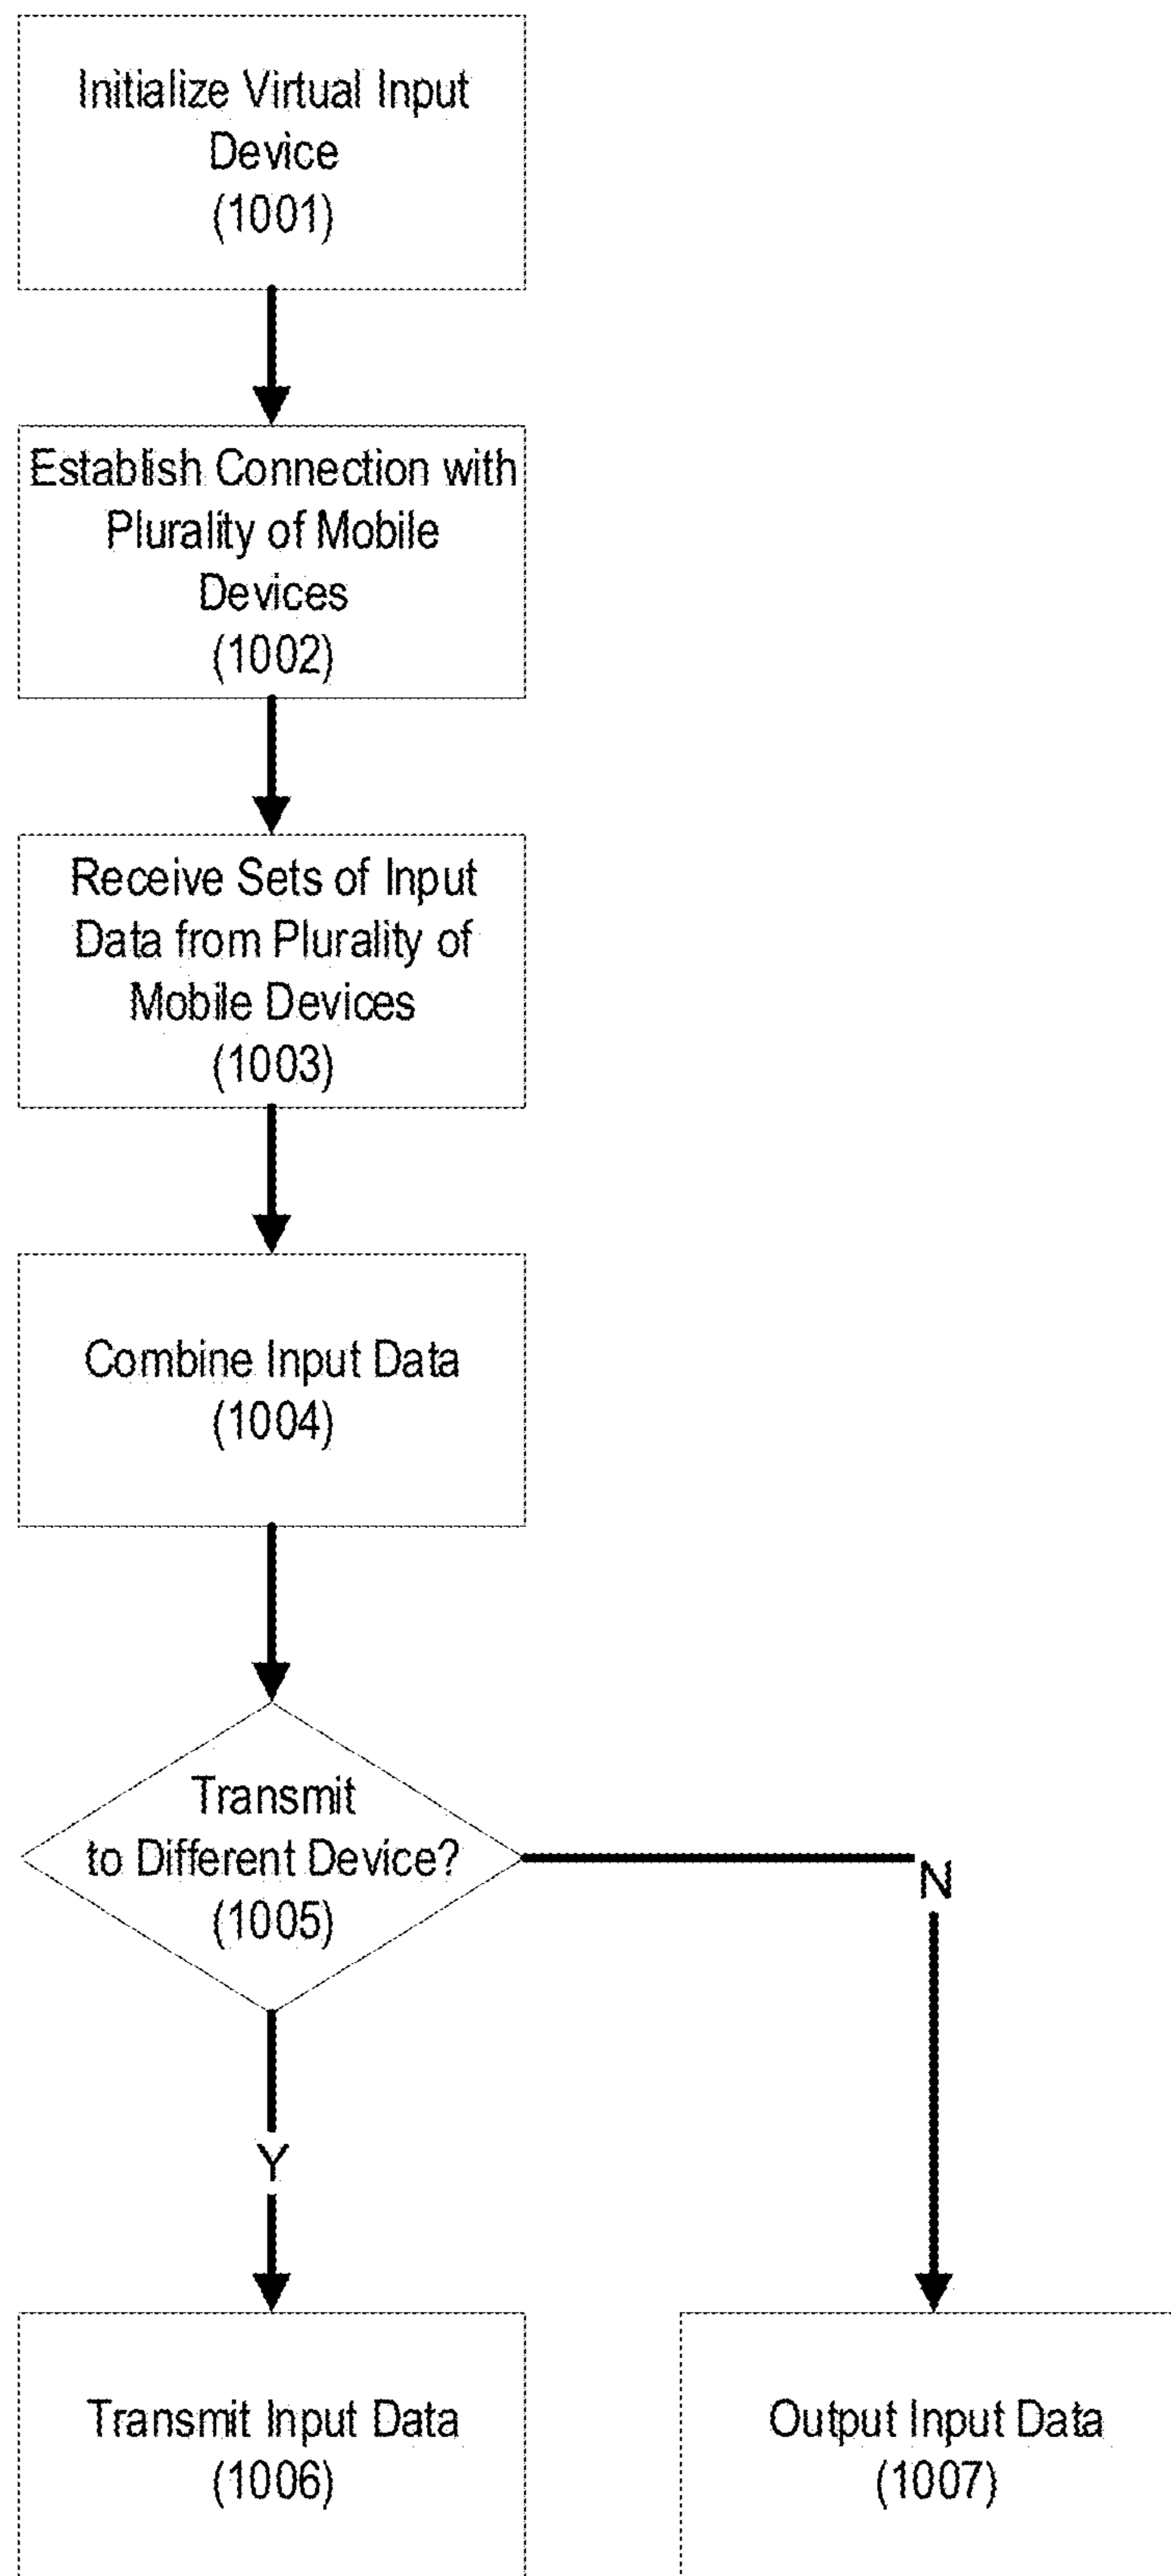 Initialize Virtual Input
Device
(1001)
Establish Connection with
Plurality of Mobile
Devices
(1002)
Receive Sets of Input
Data from Plurality of
Mobile Devices
(1003)
Combine Input Data
(1004)
Transmit
to Different Device?
(1005)
N
Y
Transmit Input Data
(1006)
Output Input Data
(1007)